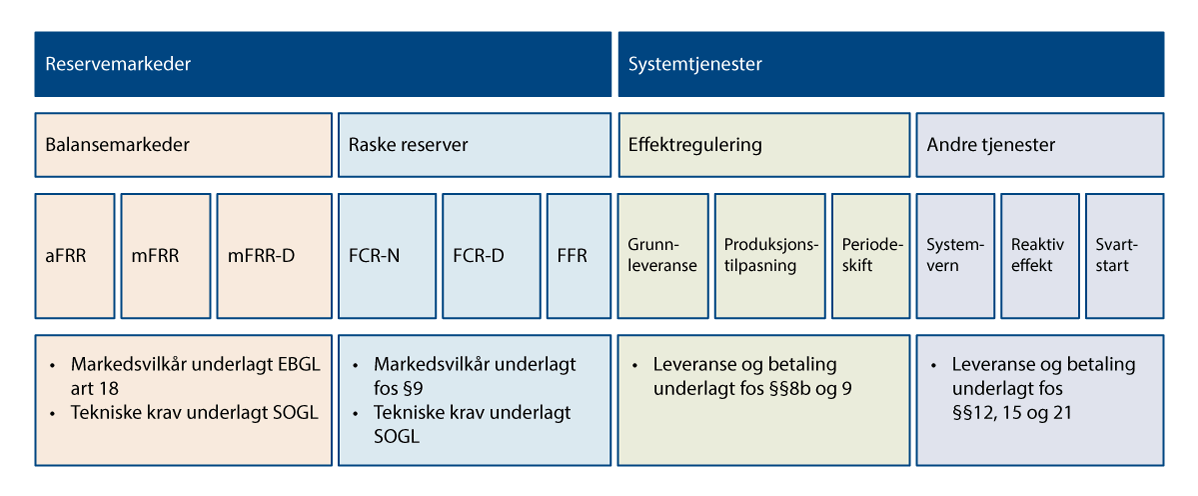 Reservemarkeder
Systemtjenester
Balansemarkeder
Raske reserver
Effektregulering
Andre tjenester
aFRR
mFRR
mFRR-D
FCR-N
FCR-D
FFR
Grunn-
leveranse
Produksjons-
tilpasning
Periode-
skift
System-
vern
Reaktiv
effekt
Svart-
start
• Markedsvilkår underlagt EBGL
art 18
• Tekniske krav underlagt SOGL
• Markedsvilkår underlagt
fos §9
• Tekniske krav underlagt
SOGL
• Leveranse og betaling
underlagt fos §§8b og 9
• Leveranse og betaling
underlagt fos
§§12, 15 og 21